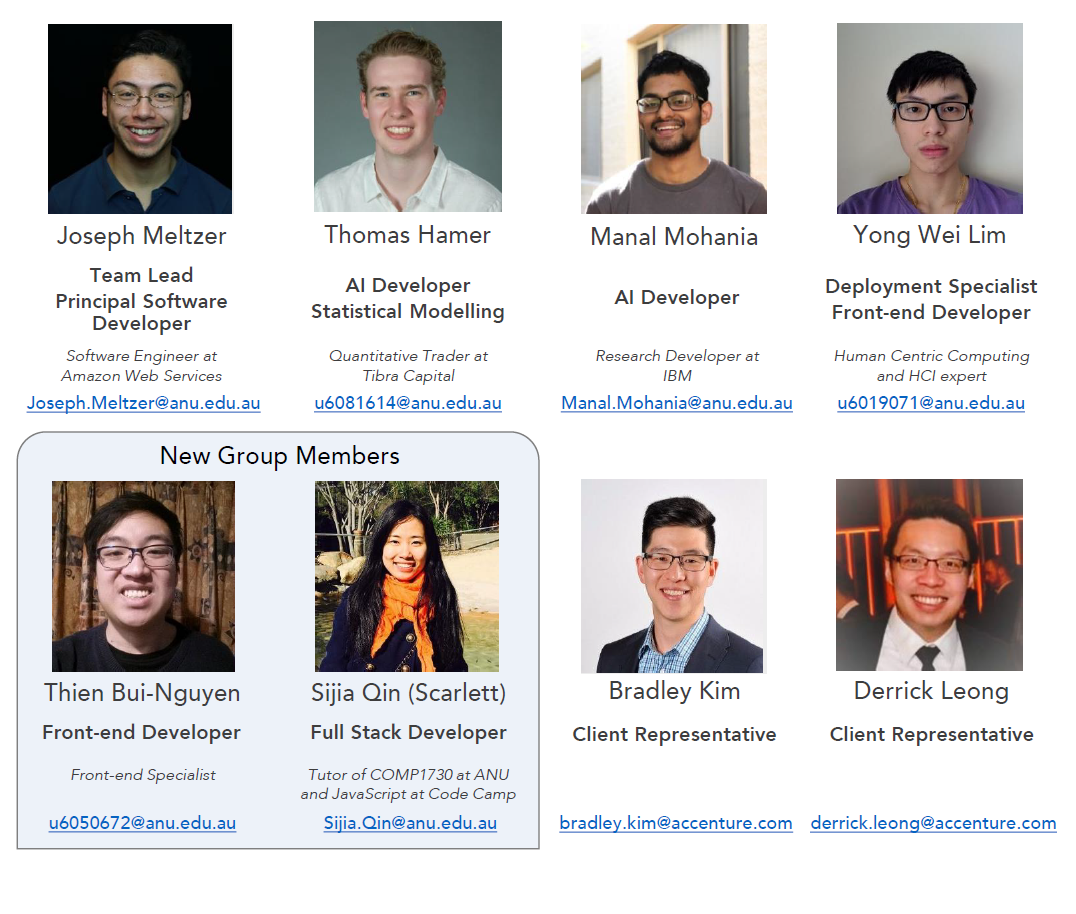 Joseph Meltzer
Team Lead
Principal Software
Developer
Software Engineer at
Amazon Web Services
Joseph.Meltzer@anu.edu.au
Thomas Hamer
AI Developer
Statistical Modelling
Quantitative Trader at
Tibra Capital
u6081614@anu.edu.au
Manal Mohania
AI Developer
Research Developer at
IBM
Manal.Mohania@anu.edu.au
Yong Wei Lim
Deployment Specialist
Front-end Developer
Human Centric Computing
and HCI expert
u6019071@anu.edu.au
New Group Members
Thien Bui-Nguyen
Front-end Developer
Front-end Specialist
u6050672@anu.edu.au
Sijia Qin (Scarlett)
Full Stack Developer
Tutor of COMP1730 at ANU
and JavaScript at Code Camp
Sijia.Qin@anu.edu.au
Bradley Kim
Client Representative
bradley.kim@accenture.com
Derrick Leong
Client Representative
derrick.leong@accenture.com